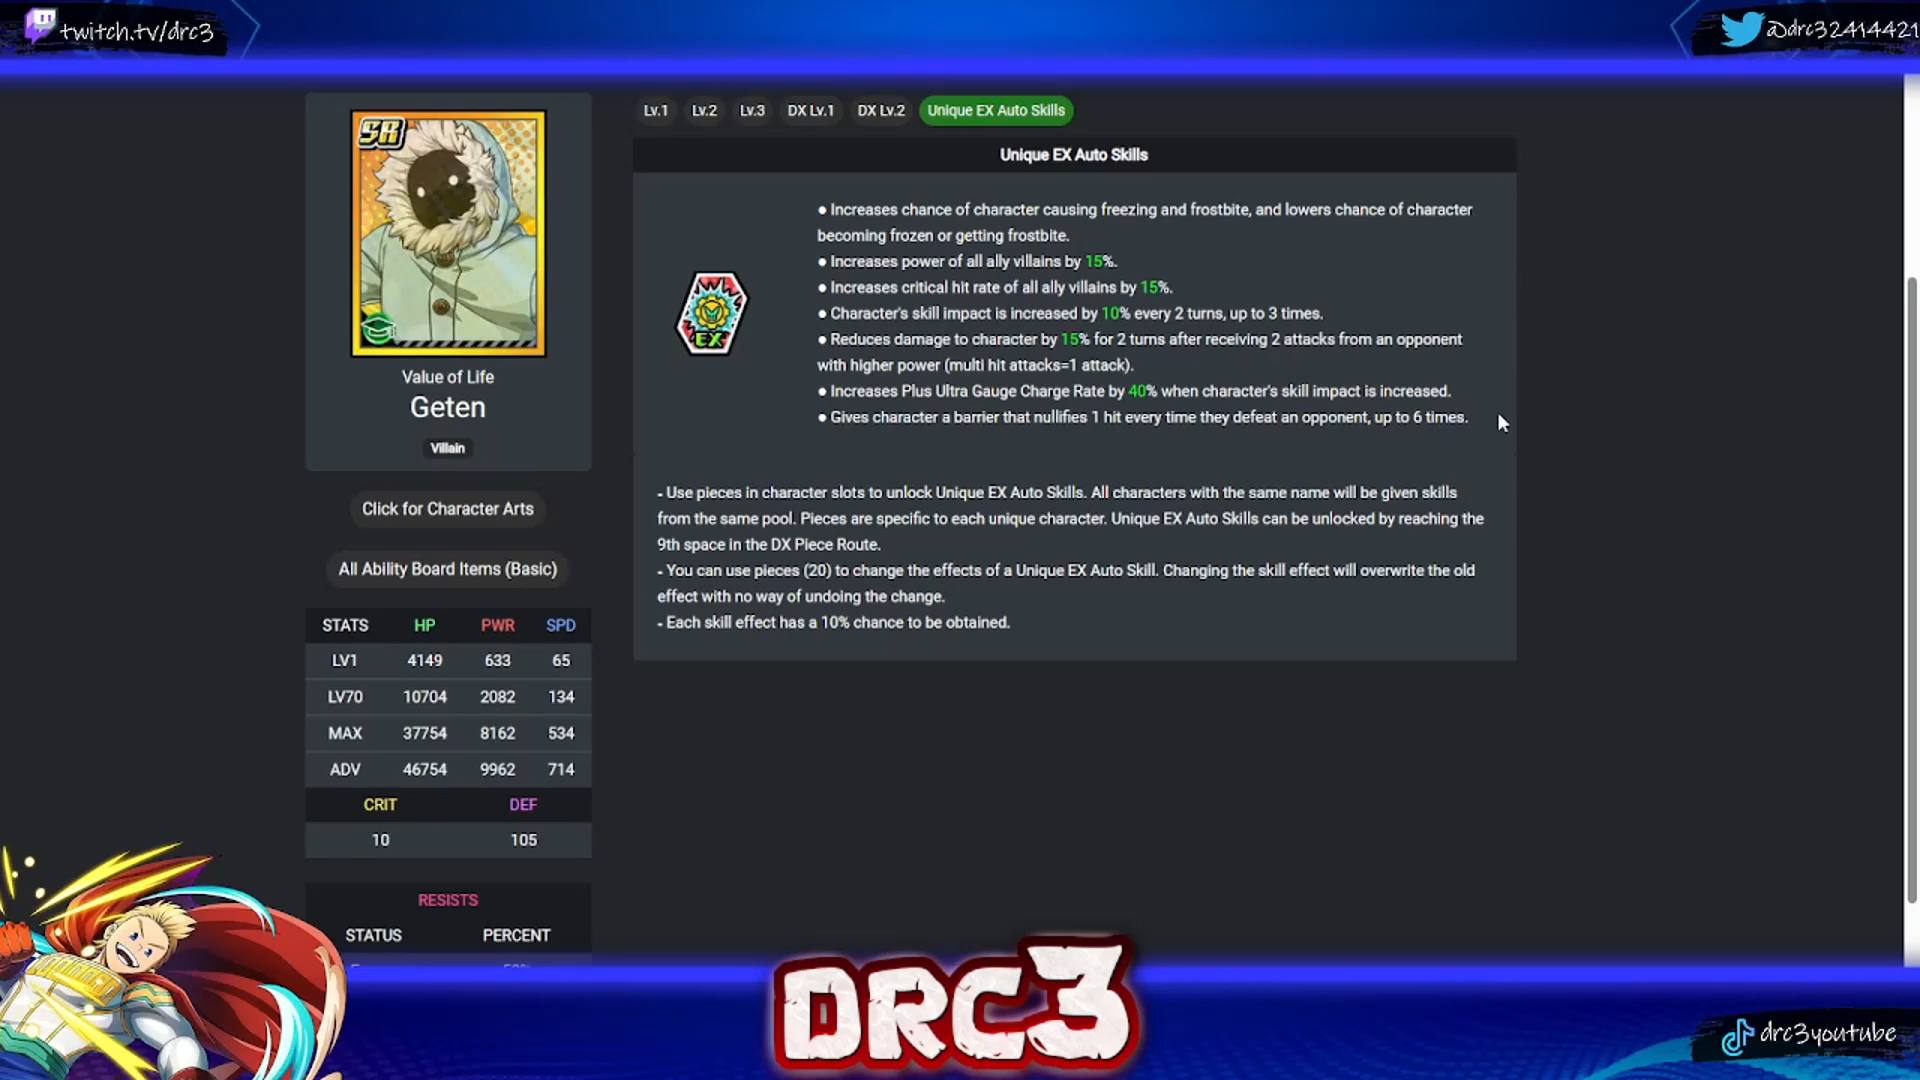 twitch.tv/drc3
@drc32414421
SR
Value of Life
Geten
Villain
Click for Character Arts
All Ability Board Items (Basic)
STATS HP PWR SPD
LV1 4149 633 65
LV70 10704 2082 134
MAX 37754 8162 534
ADV 46754 9962 714
CRIT DEF
10 105
RESISTS
STATUS PERCENT
Lv.1 Lv.2 Lv.3 DX Lv.1 DX Lv.2 Unique EX Auto Skills
Unique EX Auto Skills
EX
● Increases chance of character causing freezing and frostbite, and lowers chance of character
becoming frozen or getting frostbite.
● Increases power of all ally villains by 15%.
● Increases critical hit rate of all ally villains by 15%.
● Character's skill impact is increased by 10% every 2 turns, up to 3 times.
● Reduces damage to character by 15% for 2 turns after receiving 2 attacks from an opponent
with higher power (multi hit attacks=1 attack).
● Increases Plus Ultra Gauge Charge Rate by 40% when character's skill impact is increased.
● Gives character a barrier that nullifies 1 hit every time they defeat an opponent, up to 6 times.
- Use pieces in character slots to unlock Unique EX Auto Skills. All characters with the same name will be given skills
from the same pool. Pieces are specific to each unique character. Unique EX Auto Skills can be unlocked by reaching the
9th space in the DX Piece Route.
- You can use pieces (20) to change the effects of a Unique EX Auto Skill. Changing the skill effect will overwrite the old
effect with no way of undoing the change.
- Each skill effect has a 10% chance to be obtained.
DRC3
drc3youtube